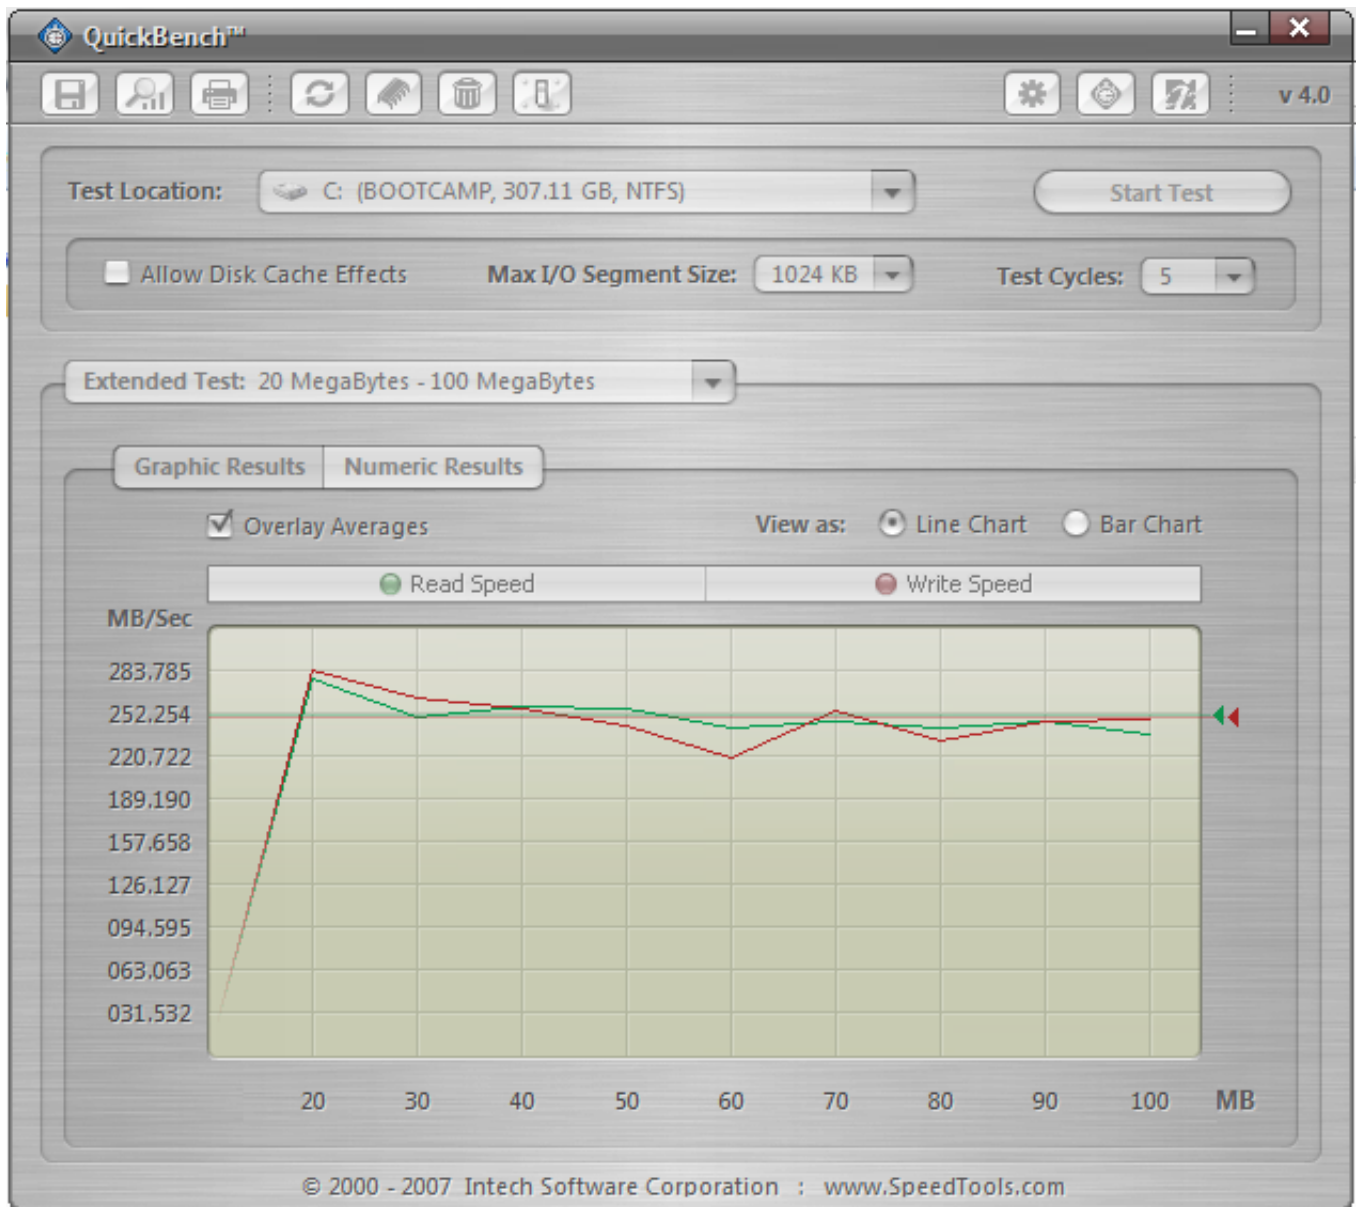 QuickBench™
v 4.0
Test Location: C: (BOOTCAMP, 307.11 GB, NTFS) Start Test
Allow Disk Cache Effects Max I/O Segment Size: 1024 KB Test Cycles: 5
Extended Test: 20 MegaBytes - 100 MegaBytes
Graphic Results Numeric Results
Overlay Averages View as: Line Chart Bar Chart
Read Speed Write Speed
MB/Sec
283.785
252.254
220.722
189.190
157.658
126.127
094.595
063.063
031.532
20 30 40 50 60 70 80 90 100 MB
© 2000 - 2007 Intech Software Corporation : www.SpeedTools.com